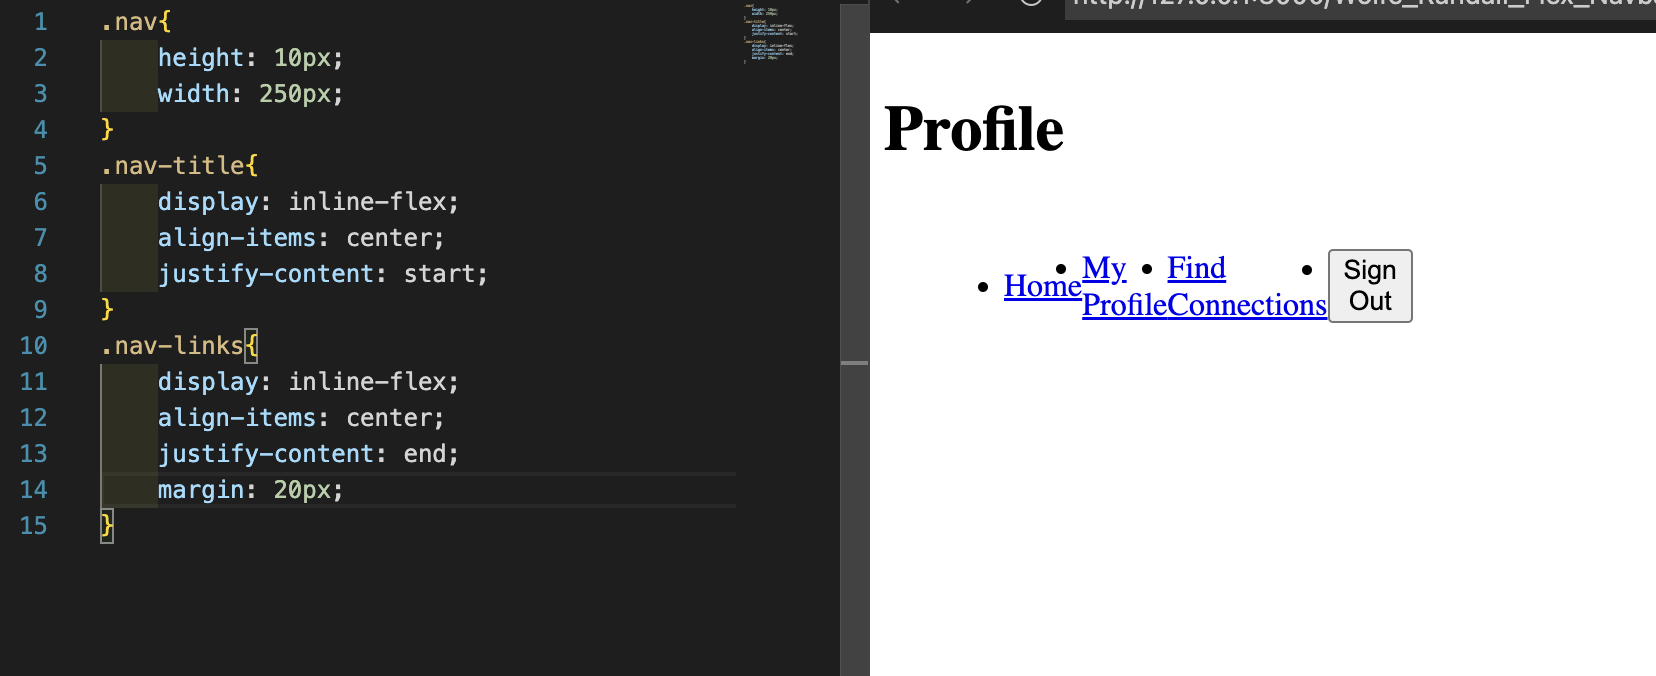 1 .nav{
2 height: 10px;
3 width: 250px;
4 }
5 .nav-title{
6 display: inline-flex;
7 align-items: center;
8 justify-content: start;
9 }
10 .nav-links{
11 display: inline-flex;
12 align-items: center;
13 justify-content: end;
14 margin: 20px;
15 }
Profile
• Home
• My Profile
• Find Connections
• Sign Out